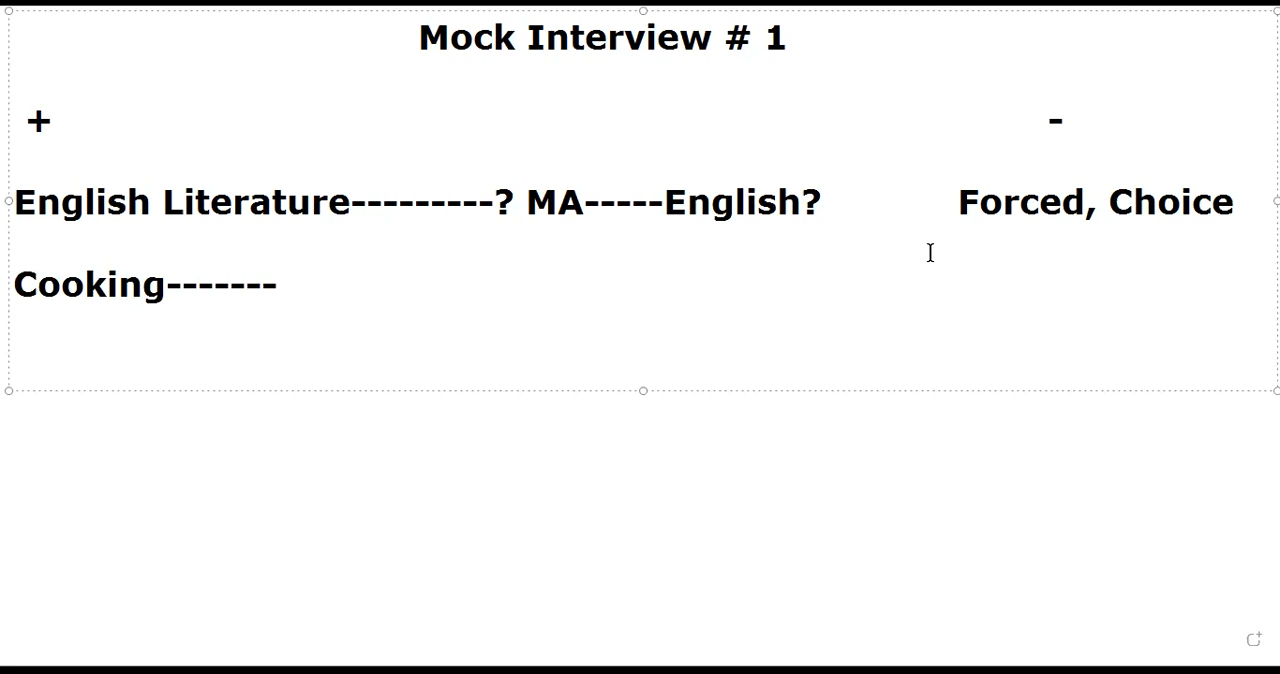 Mock Interview # 1
+ -
English Literature---------? MA-----English? Forced, Choice
Cooking-------